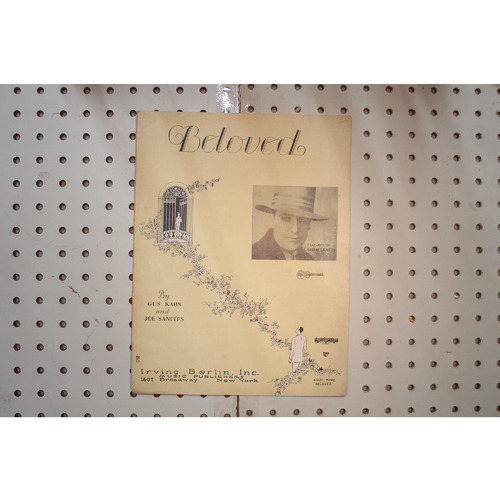 Beloved
By
GUS KAHN
and
JOE SANDERS
Irving Berlin, Inc.
MUSIC PUBLISHERS
1607 Broadway New York